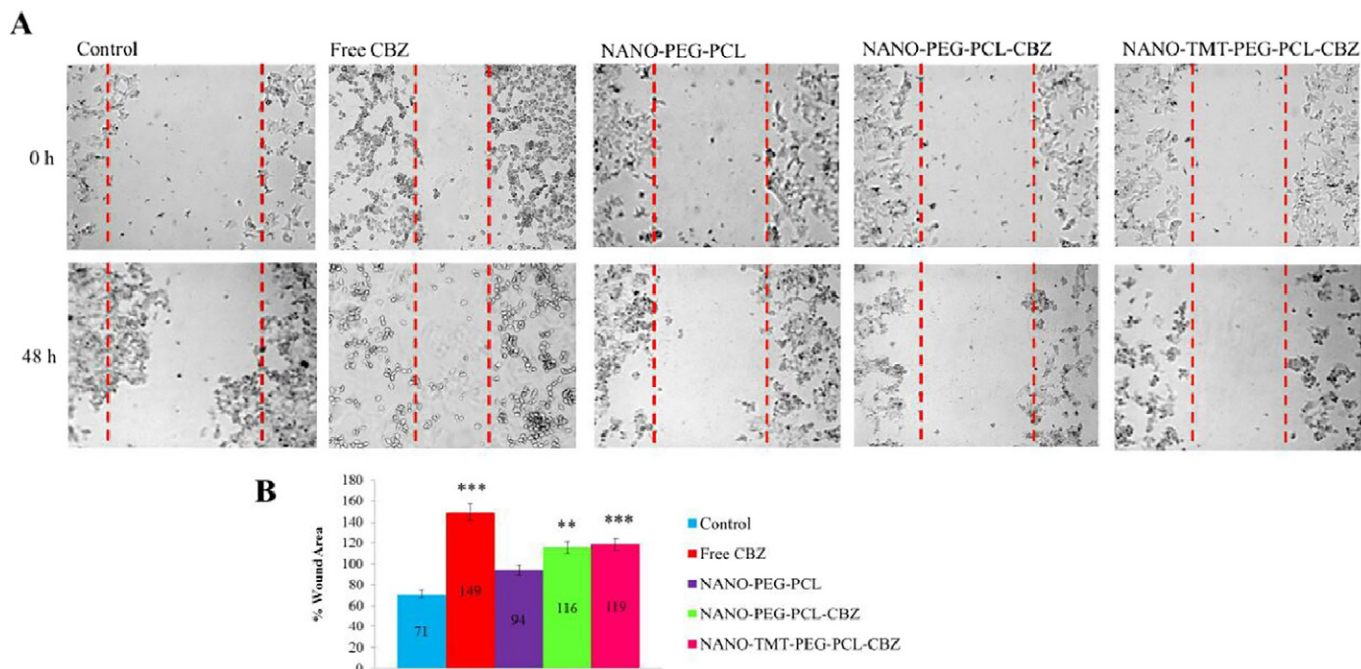 A
Control Free CBZ NANO-PEG-PCL NANO-PEG-PCL-CBZ NANO-TMT-PEG-PCL-CBZ
0 h
48 h
B
% Wound Area
180
160
140
120
100
80
60
40
20
0
71
149
94
116
119
***
**
***
Control
Free CBZ
NANO-PEG-PCL
NANO-PEG-PCL-CBZ
NANO-TMT-PEG-PCL-CBZ